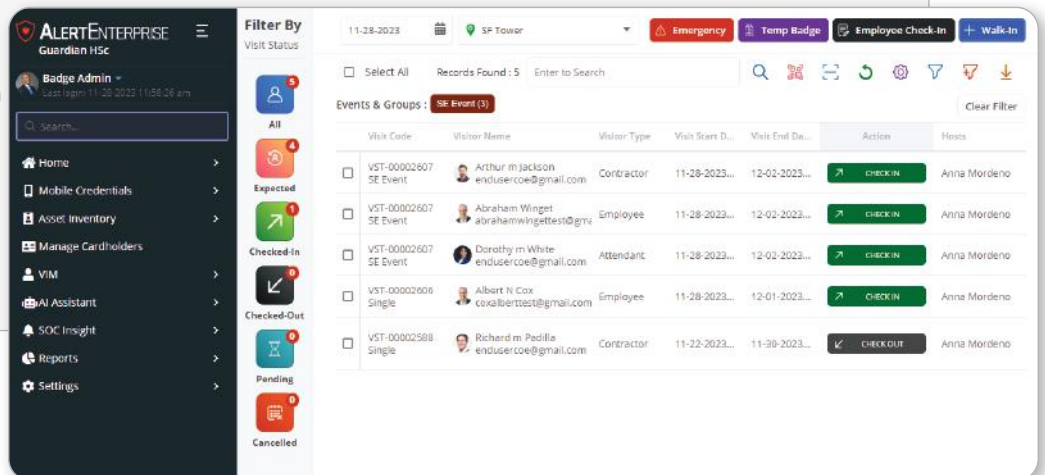 ALERTENTERPRISE
Guardian HSc
Badge Admin
Last login: 11-28-2023 11:58:26 am
Search...
Home
Mobile Credentials
Asset Inventory
Manage Cardholders
VIM
AI Assistant
SOC Insight
Reports
Settings
Filter By
Visit Status
5
All
4
Expected
1
Checked-In
0
Checked-Out
0
Pending
0
Cancelled
11-28-2023 SF Tower Emergency Temp Badge Employee Check-In Walk-In
Select All Records Found : 5 Enter to Search
Events & Groups : SE Event (3) Clear Filter
Visit Code Visitor Name Visitor Type Visit Start D... Visit End Da... Action Hosts
VST-00002607 Arthur m Jackson Contractor 11-28-2023... 12-02-2023... CHECK IN Anna Mordeno
SE Event endusercoe@gmail.com
VST-00002607 Abraham Winget Employee 11-28-2023... 12-02-2023... CHECK IN Anna Mordeno
SE Event abrahamwingettest@gma
VST-00002607 Dorothy m White Attendant 11-28-2023... 12-02-2023... CHECK IN Anna Mordeno
SE Event endusercoe@gmail.com
VST-00002606 Albert N Cox Employee 11-28-2023... 12-01-2023... CHECK IN Anna Mordeno
Single coxalberttest@gmail.com
VST-00002588 Richard m Padilla Contractor 11-22-2023... 11-30-2023... CHECK OUT Anna Mordeno
Single endusercoe@gmail.com